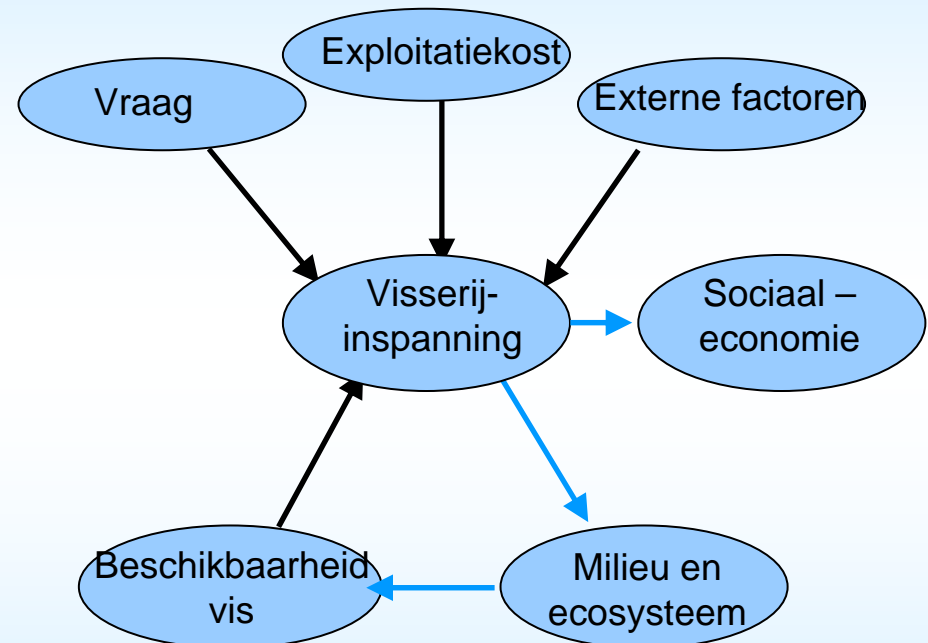 Exploitatiekost
Vraag
Externe factoren
Visserij-
inspanning
Sociaal –
economie
Beschikbaarheid
vis
Milieu en
ecosysteem